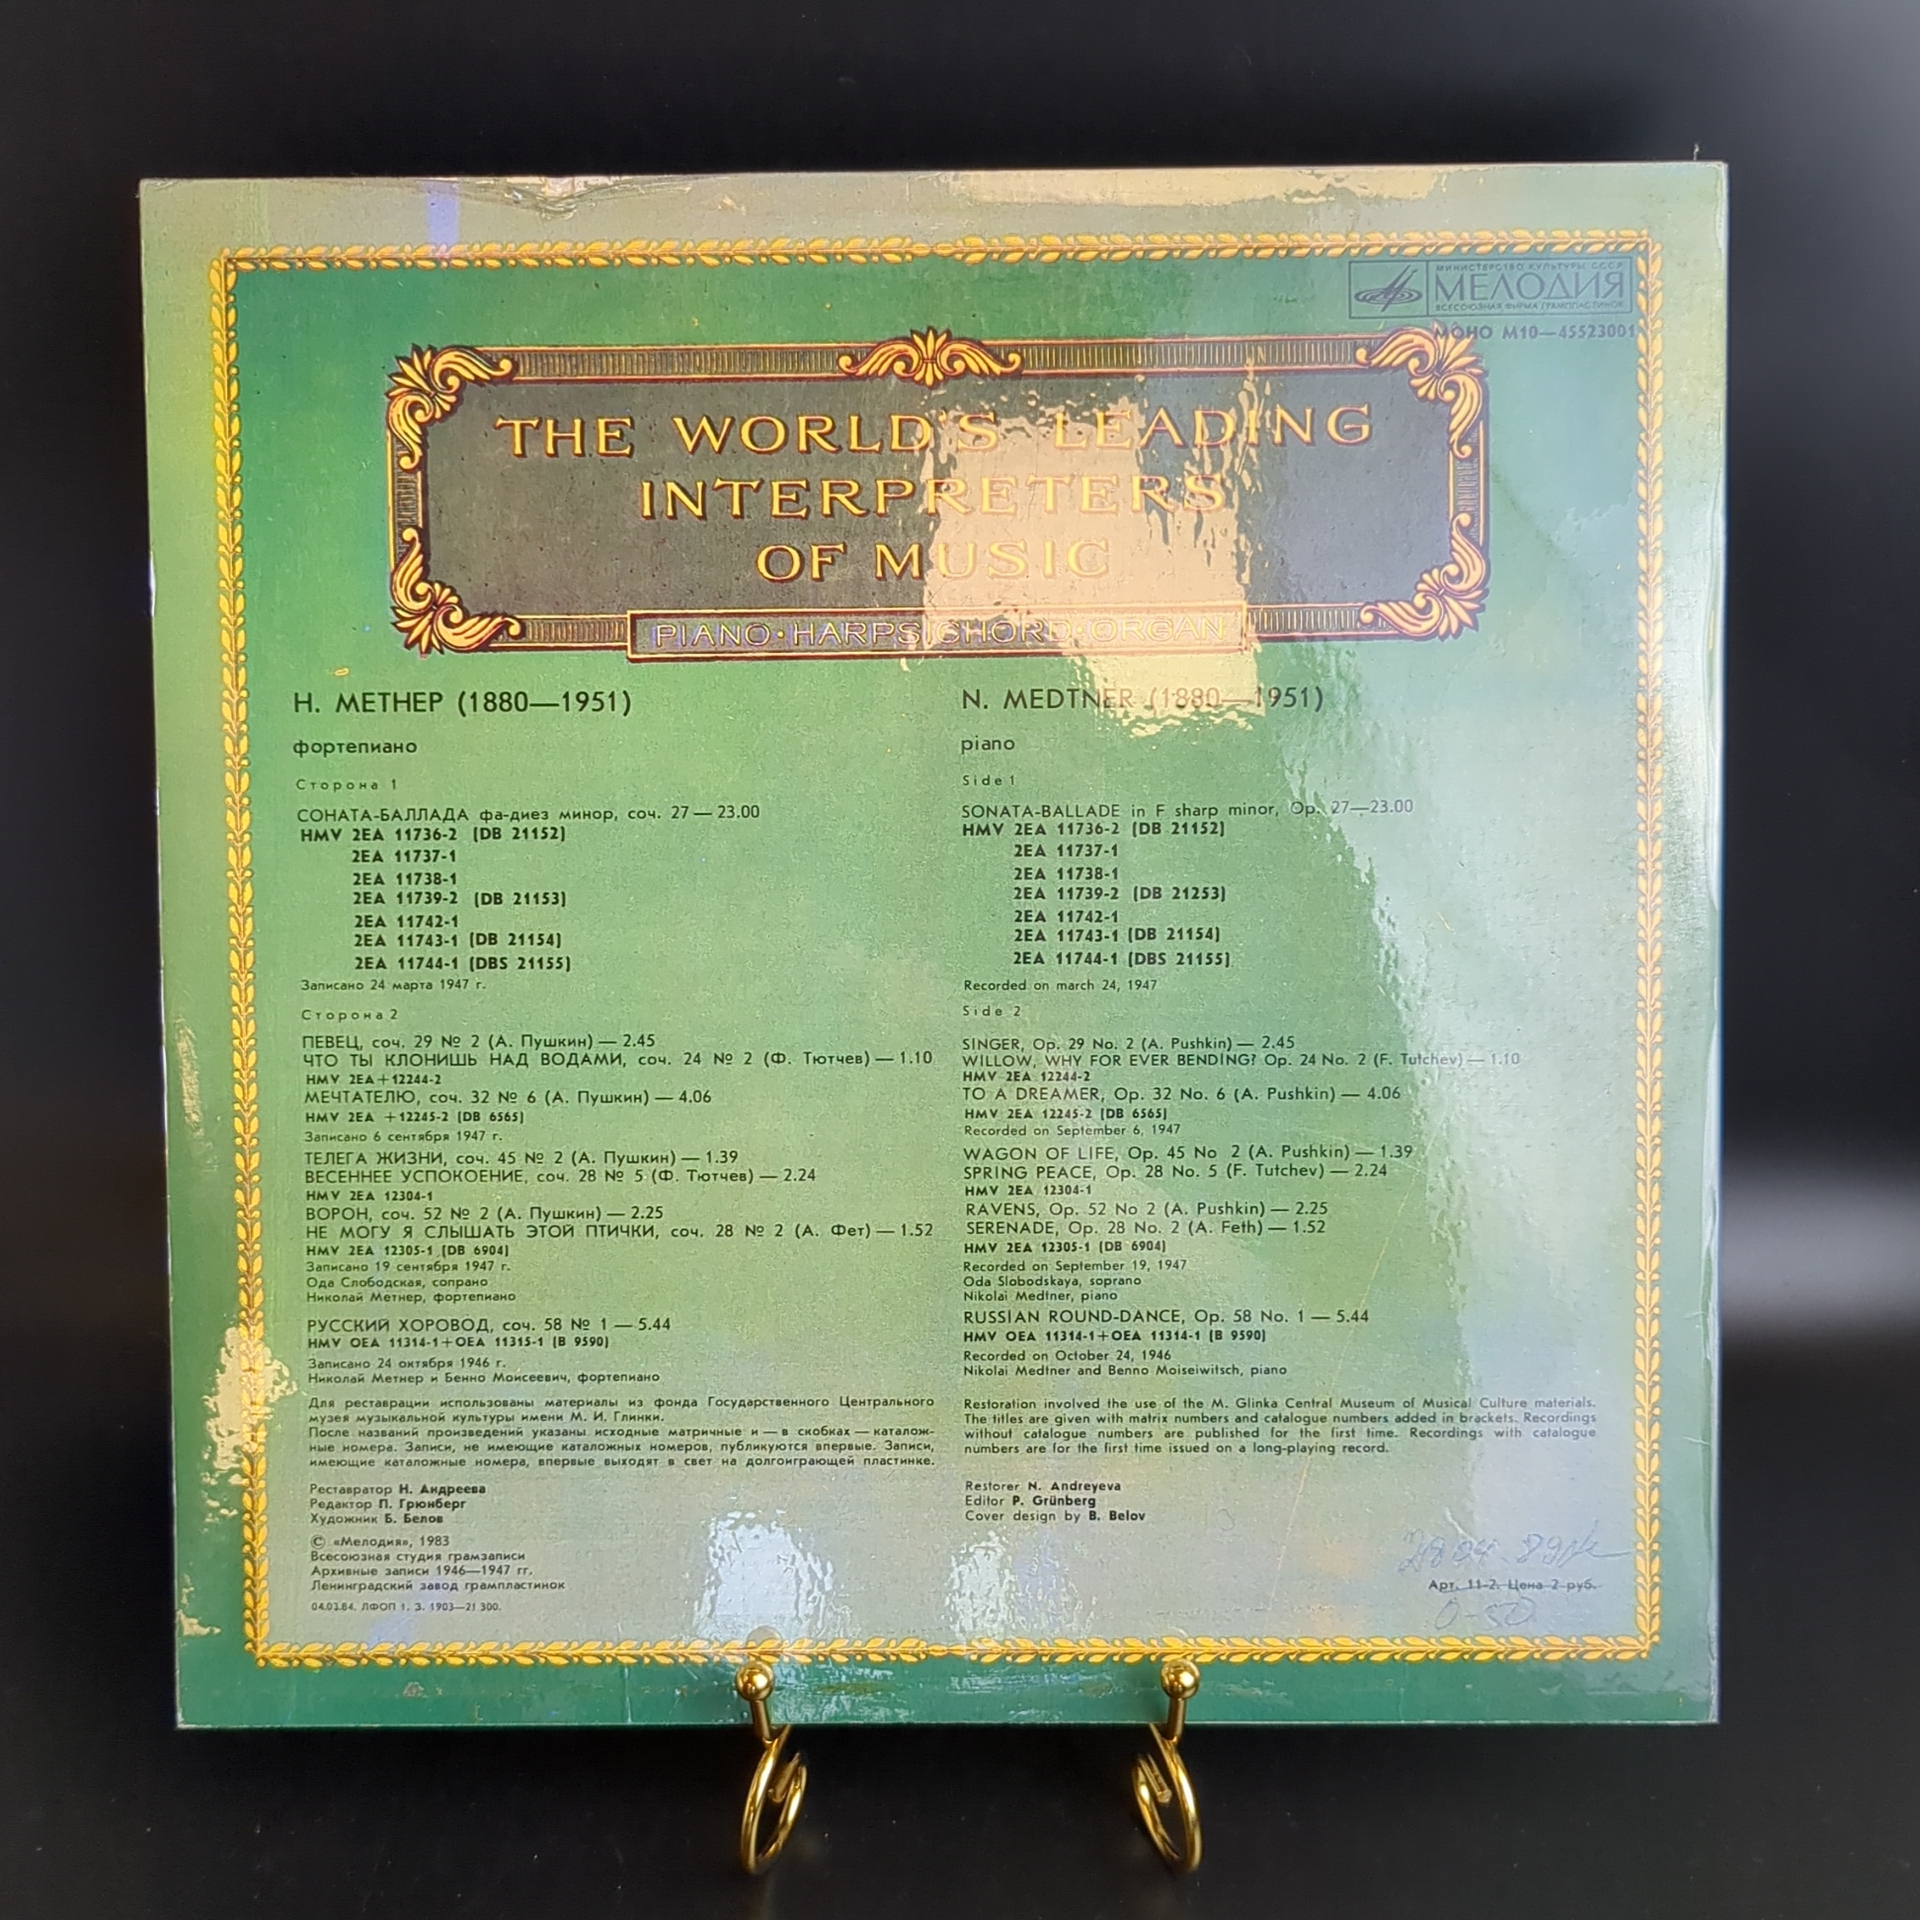 МИНИСТЕРСТВО КУЛЬТУРЫ СССР
МЕЛОДИЯ
ВСЕСОЮЗНАЯ ФИРМА ГРАМПЛАСТИНОК
МОНО М10—45523001
THE WORLD'S LEADING
INTERPRETERS
OF MUSIC
PIANO·HARPSICHORD·ORGAN
Н. МЕТНЕР (1880—1951)
фортепиано
Сторона 1
СОНАТА-БАЛЛАДА фа-диез минор, соч. 27 — 23.00
HMV 2EA 11736-2 (DB 21152)
2EA 11737-1
2EA 11738-1
2EA 11739-2 (DB 21153)
2EA 11742-1
2EA 11743-1 (DB 21154)
2EA 11744-1 (DBS 21155)
Записано 24 марта 1947 г.
Сторона 2
ПЕВЕЦ, соч. 29 № 2 (А. Пушкин) — 2.45
ЧТО ТЫ КЛОНИШЬ НАД ВОДАМИ, соч. 24 № 2 (Ф. Тютчев) — 1.10
HMV 2EA+12244-2
МЕЧТАТЕЛЮ, соч. 32 № 6 (А. Пушкин) — 4.06
HMV 2EA +12245-2 (DB 6565)
Записано 6 сентября 1947 г.
ТЕЛЕГА ЖИЗНИ, соч. 45 № 2 (А. Пушкин) — 1.39
ВЕСЕННЕЕ УСПОКОЕНИЕ, соч. 28 № 5 (Ф. Тютчев) — 2.24
HMV 2EA 12304-1
ВОРОН, соч. 52 № 2 (А. Пушкин) — 2.25
НЕ МОГУ Я СЛЫШАТЬ ЭТОЙ ПТИЧКИ, соч. 28 № 2 (А. Фет) — 1.52
HMV 2EA 12305-1 (DB 6904)
Записано 19 сентября 1947 г.
Ода Слободская, сопрано
Николай Метнер, фортепиано
РУССКИЙ ХОРОВОД, соч. 58 № 1 — 5.44
HMV OEA 11314-1+OEA 11315-1 (B 9590)
Записано 24 октября 1946 г.
Николай Метнер и Бенно Моисеевич, фортепиано
Для реставрации использованы материалы из фонда Государственного Центрального
музея музыкальной культуры имени М. И. Глинки.
После названий произведений указаны исходные матричные и — в скобках — каталож-
ные номера. Записи, не имеющие каталожных номеров, публикуются впервые. Записи,
имеющие каталожные номера, впервые выходят в свет на долгоиграющей пластинке.
Реставратор Н. Андреева
Редактор П. Грюнберг
Художник Б. Белов
© «Мелодия», 1983
Всесоюзная студия грамзаписи
Архивные записи 1946—1947 гг.
Ленинградский завод грампластинок
04.03.84. ЛФОП 1. З. 1903—21 300.
N. MEDTNER (1880—1951)
piano
Side 1
SONATA-BALLADE in F sharp minor, Op. 27—23.00
HMV 2EA 11736-2 (DB 21152)
2EA 11737-1
2EA 11738-1
2EA 11739-2 (DB 21253)
2EA 11742-1
2EA 11743-1 (DB 21154)
2EA 11744-1 (DBS 21155)
Recorded on march 24, 1947
Side 2
SINGER, Op. 29 No. 2 (A. Pushkin) — 2.45
WILLOW, WHY FOR EVER BENDING? Op. 24 No. 2 (F. Tutchev) — 1.10
HMV 2EA 12244-2
TO A DREAMER, Op. 32 No. 6 (A. Pushkin) — 4.06
HMV 2EA 12245-2 (DB 6565)
Recorded on September 6, 1947
WAGON OF LIFE, Op. 45 No 2 (A. Pushkin) — 1.39
SPRING PEACE, Op. 28 No. 5 (F. Tutchev) — 2.24
HMV 2EA 12304-1
RAVENS, Op. 52 No 2 (A. Pushkin) — 2.25
SERENADE, Op. 28 No. 2 (A. Feth) — 1.52
HMV 2EA 12305-1 (DB 6904)
Recorded on September 19, 1947
Oda Slobodskaya, soprano
Nikolai Medtner, piano
RUSSIAN ROUND-DANCE, Op. 58 No. 1 — 5.44
HMV OEA 11314-1+OEA 11314-1 (B 9590)
Recorded on October 24, 1946
Nikolai Medtner and Benno Moiseiwitsch, piano
Restoration involved the use of the M. Glinka Central Museum of Musical Culture materials.
The titles are given with matrix numbers and catalogue numbers added in brackets. Recordings
without catalogue numbers are published for the first time. Recordings with catalogue
numbers are for the first time issued on a long-playing record.
Restorer N. Andreyeva
Editor P. Grünberg
Cover design by B. Belov
Арт. 11-2. Цена 2 руб.
0-50